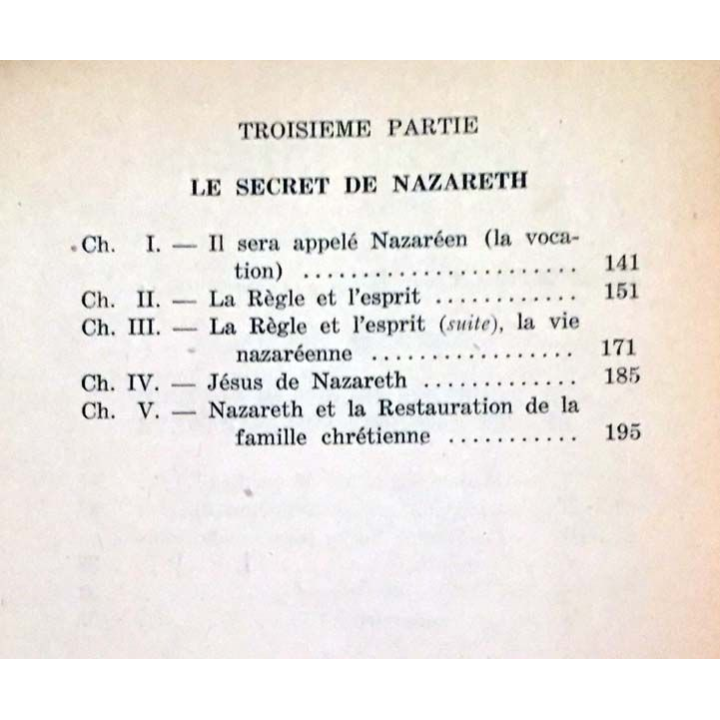 TROISIEME PARTIE
LE SECRET DE NAZARETH
Ch. I. — Il sera appelé Nazaréen (la voca-
tion) ........................ 141
Ch. II. — La Règle et l'esprit ............ 151
Ch. III. — La Règle et l'esprit (suite), la vie
nazaréenne .................. 171
Ch. IV. — Jésus de Nazareth ............. 185
Ch. V. — Nazareth et la Restauration de la
famille chrétienne ........... 195